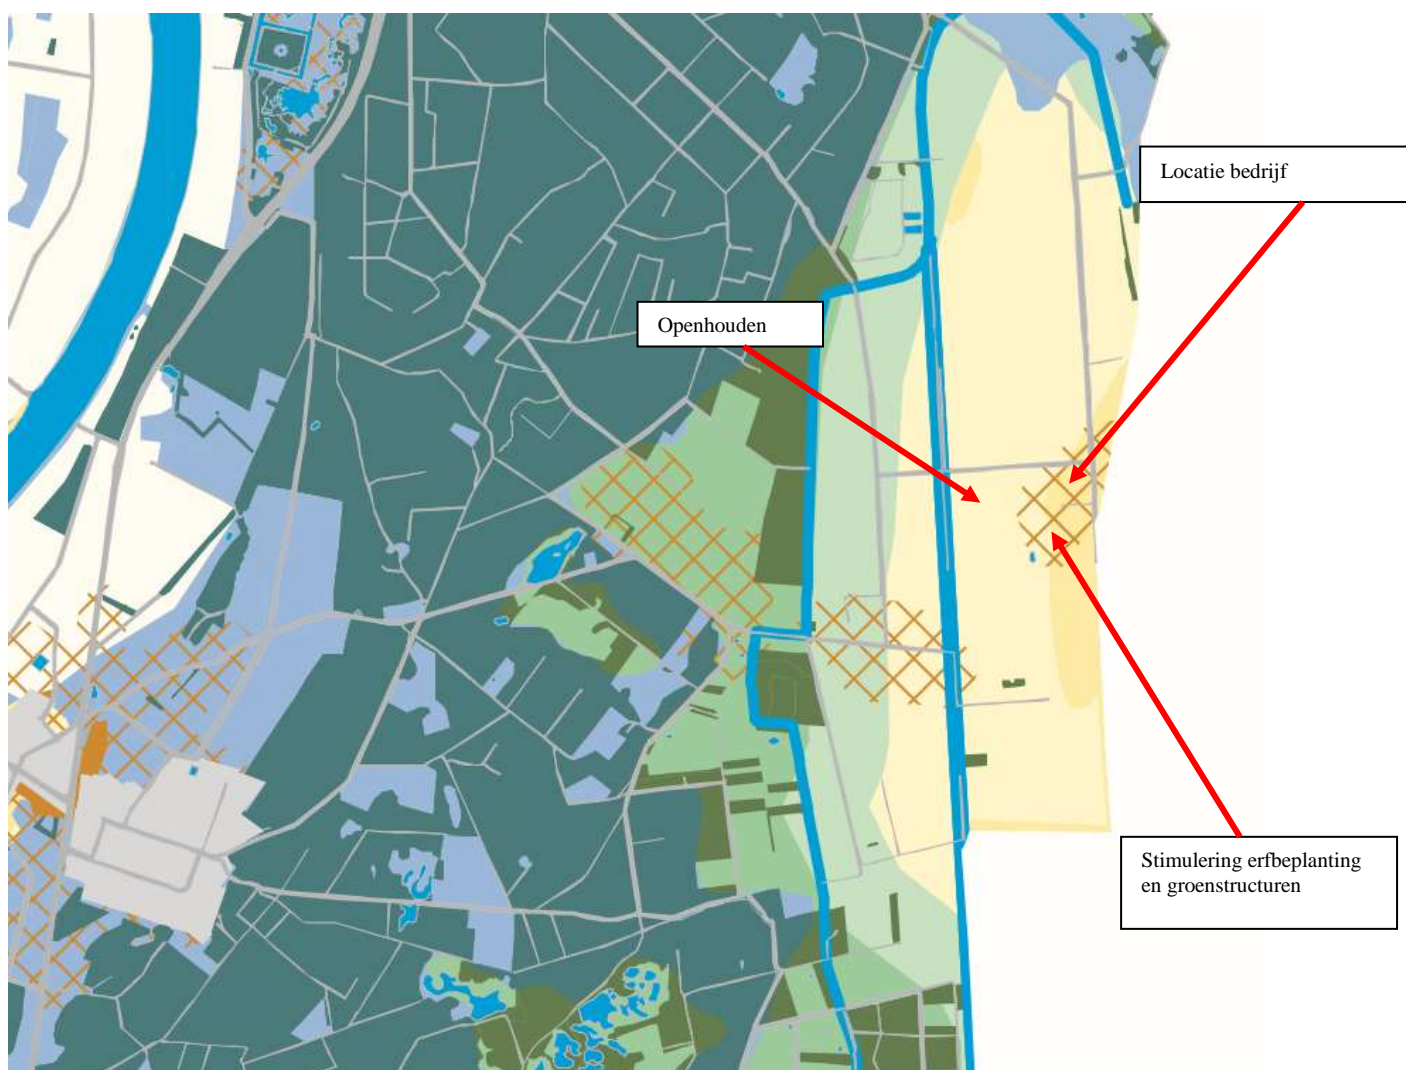 Locatie bedrijf
Openhouden
Stimulering erfbeplanting
en groenstructuren